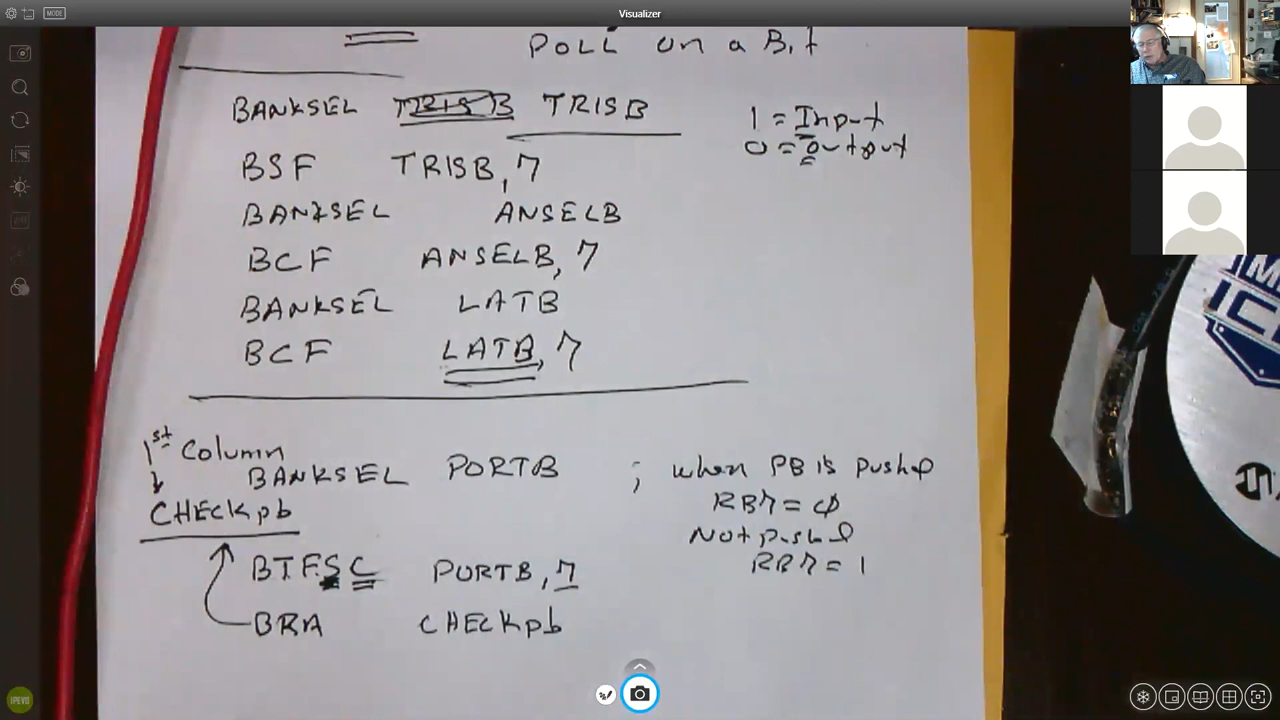 MODE
Visualizer
POLL on a Bit
BANKSEL TRISB TRISB
1 = Input
0 = output
BSF TRISB, 7
BANKSEL ANSELB
BCF ANSELB, 7
BANKSEL LATB
BCF LATB, 7
1st Column
BANKSEL PORTB ; when PB is pushed
RB7 = 0
CHECKpb
Not pushed
RB7 = 1
BTFSC PORTB, 7
BRA CHECKpb
IPEVO